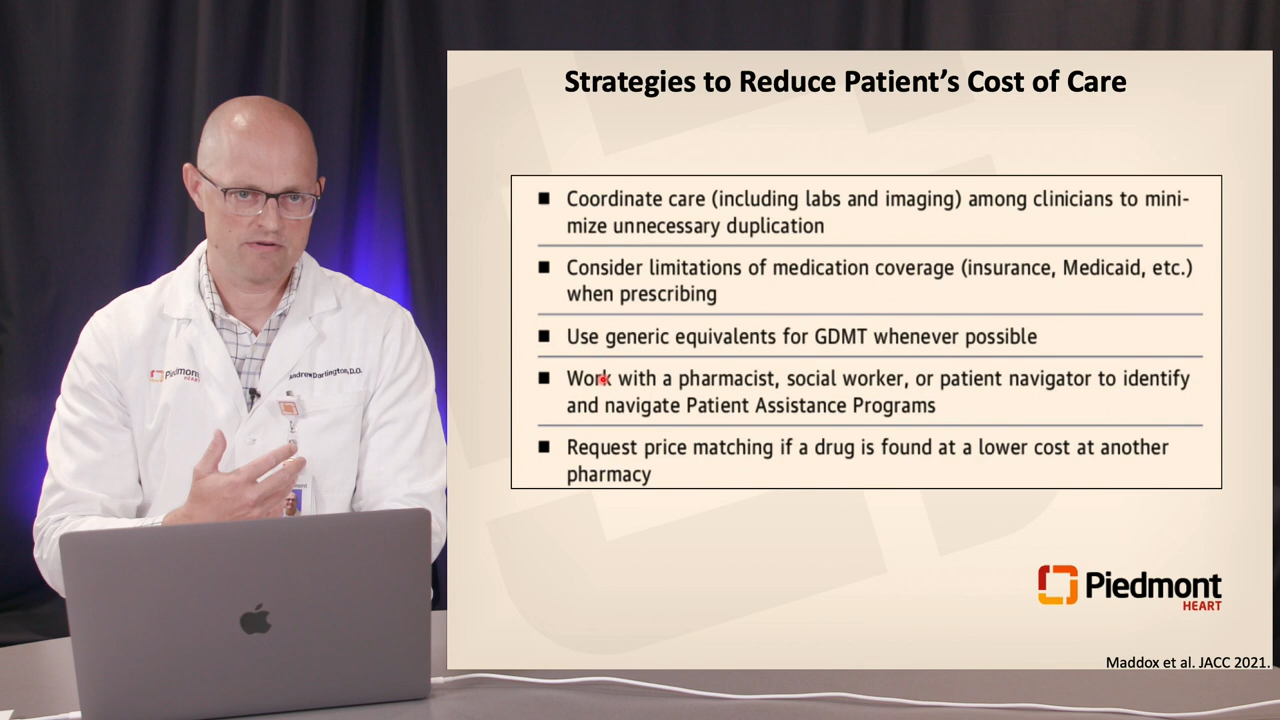 Strategies to Reduce Patient’s Cost of Care
■ Coordinate care (including labs and imaging) among clinicians to mini-
mize unnecessary duplication
■ Consider limitations of medication coverage (insurance, Medicaid, etc.)
when prescribing
■ Use generic equivalents for GDMT whenever possible
■ Work with a pharmacist, social worker, or patient navigator to identify
and navigate Patient Assistance Programs
■ Request price matching if a drug is found at a lower cost at another
pharmacy
Piedmont
HEART
Maddox et al. JACC 2021.
Piedmont
HEART
Andrew Darlington, D.O.